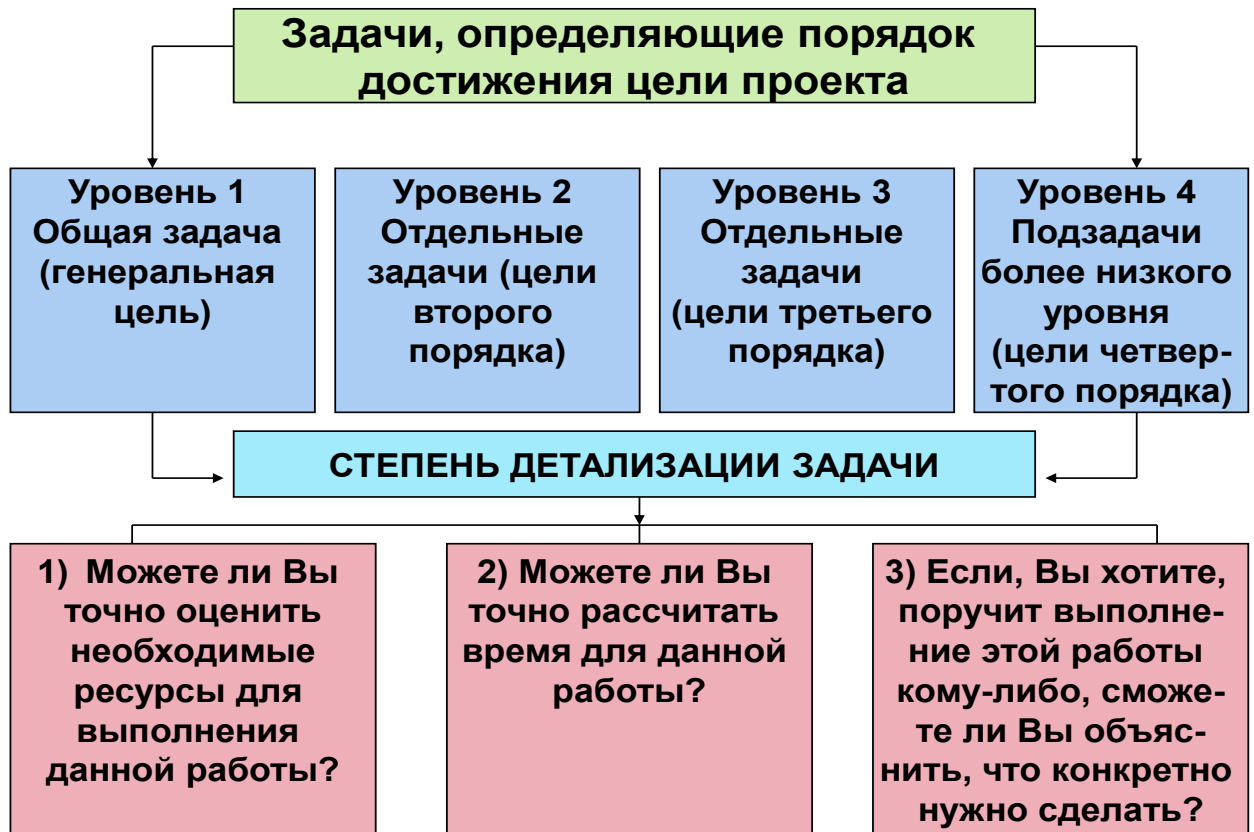 Задачи, определяющие порядок
достижения цели проекта
Уровень 1
Общая задача
(генеральная
цель)
Уровень 2
Отдельные
задачи (цели
второго
порядка)
Уровень 3
Отдельные
задачи
(цели третьего
порядка)
Уровень 4
Подзадачи
более низкого
уровня
(цели четвер-
того порядка)
СТЕПЕНЬ ДЕТАЛИЗАЦИИ ЗАДАЧИ
1) Можете ли Вы
точно оценить
необходимые
ресурсы для
выполнения
данной работы?
2) Можете ли Вы
точно рассчитать
время для данной
работы?
3) Если, Вы хотите,
поручит выполне-
ние этой работы
кому-либо, сможе-
те ли Вы объяс-
нить, что конкретно
нужно сделать?